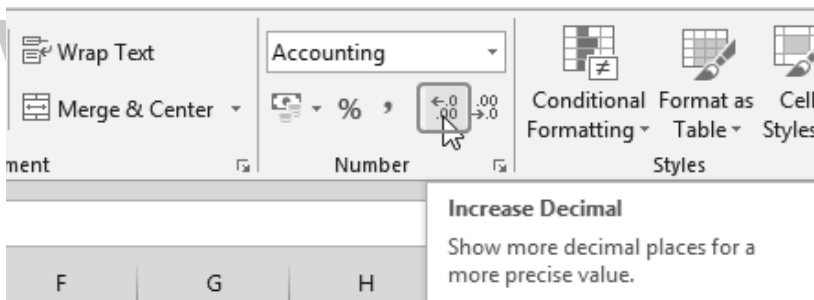 Wrap Text
Merge & Center
ment
Accounting
% ,
←.0 .00
.00 →.0
Number
Conditional Formatting
Format as Table
Cell Styles
Styles
Increase Decimal
Show more decimal places for a
more precise value.
F G H